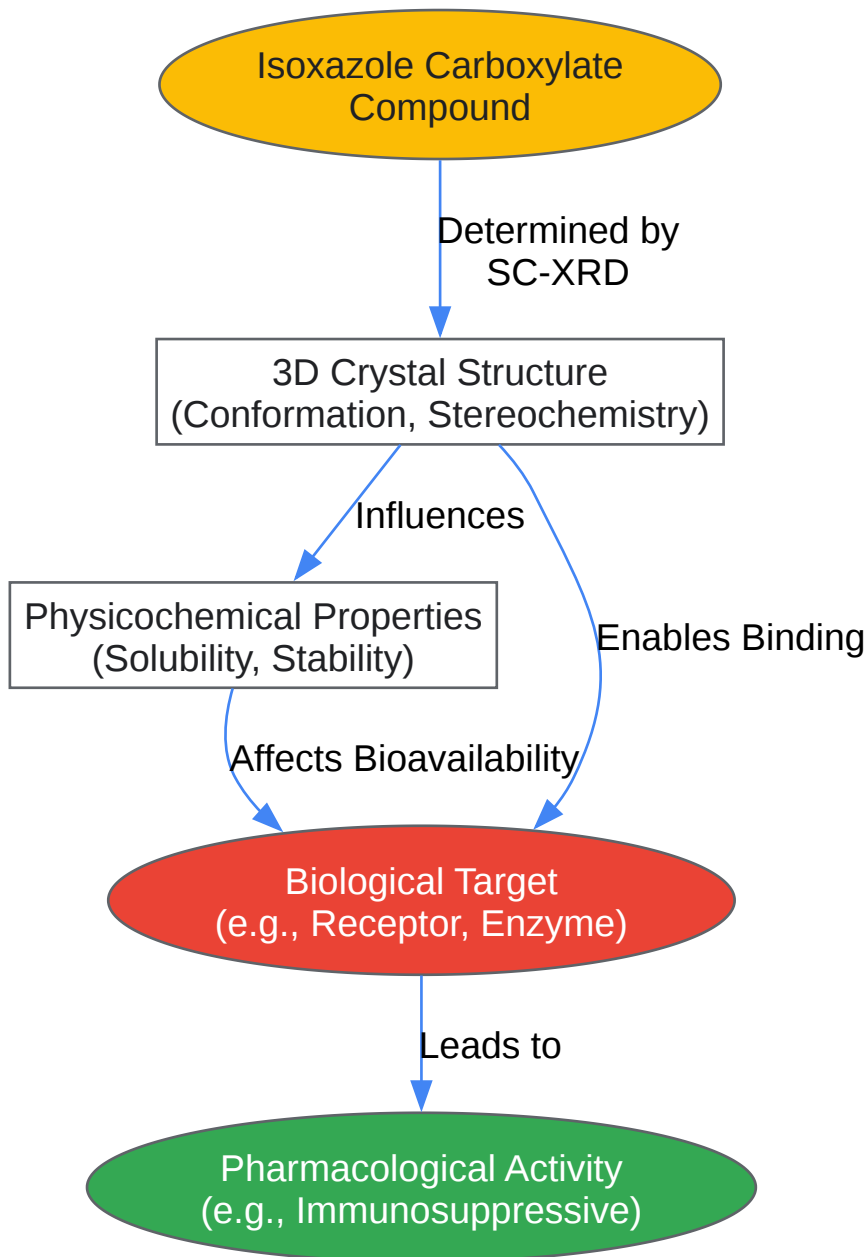 Isoxazole Carboxylate
Compound
Determined by
SC-XRD
3D Crystal Structure
(Conformation, Stereochemistry)
Influences
Physicochemical Properties
(Solubility, Stability)
Enables Binding
Affects Bioavailability
Biological Target
(e.g., Receptor, Enzyme)
Leads to
Pharmacological Activity
(e.g., Immunosuppressive)